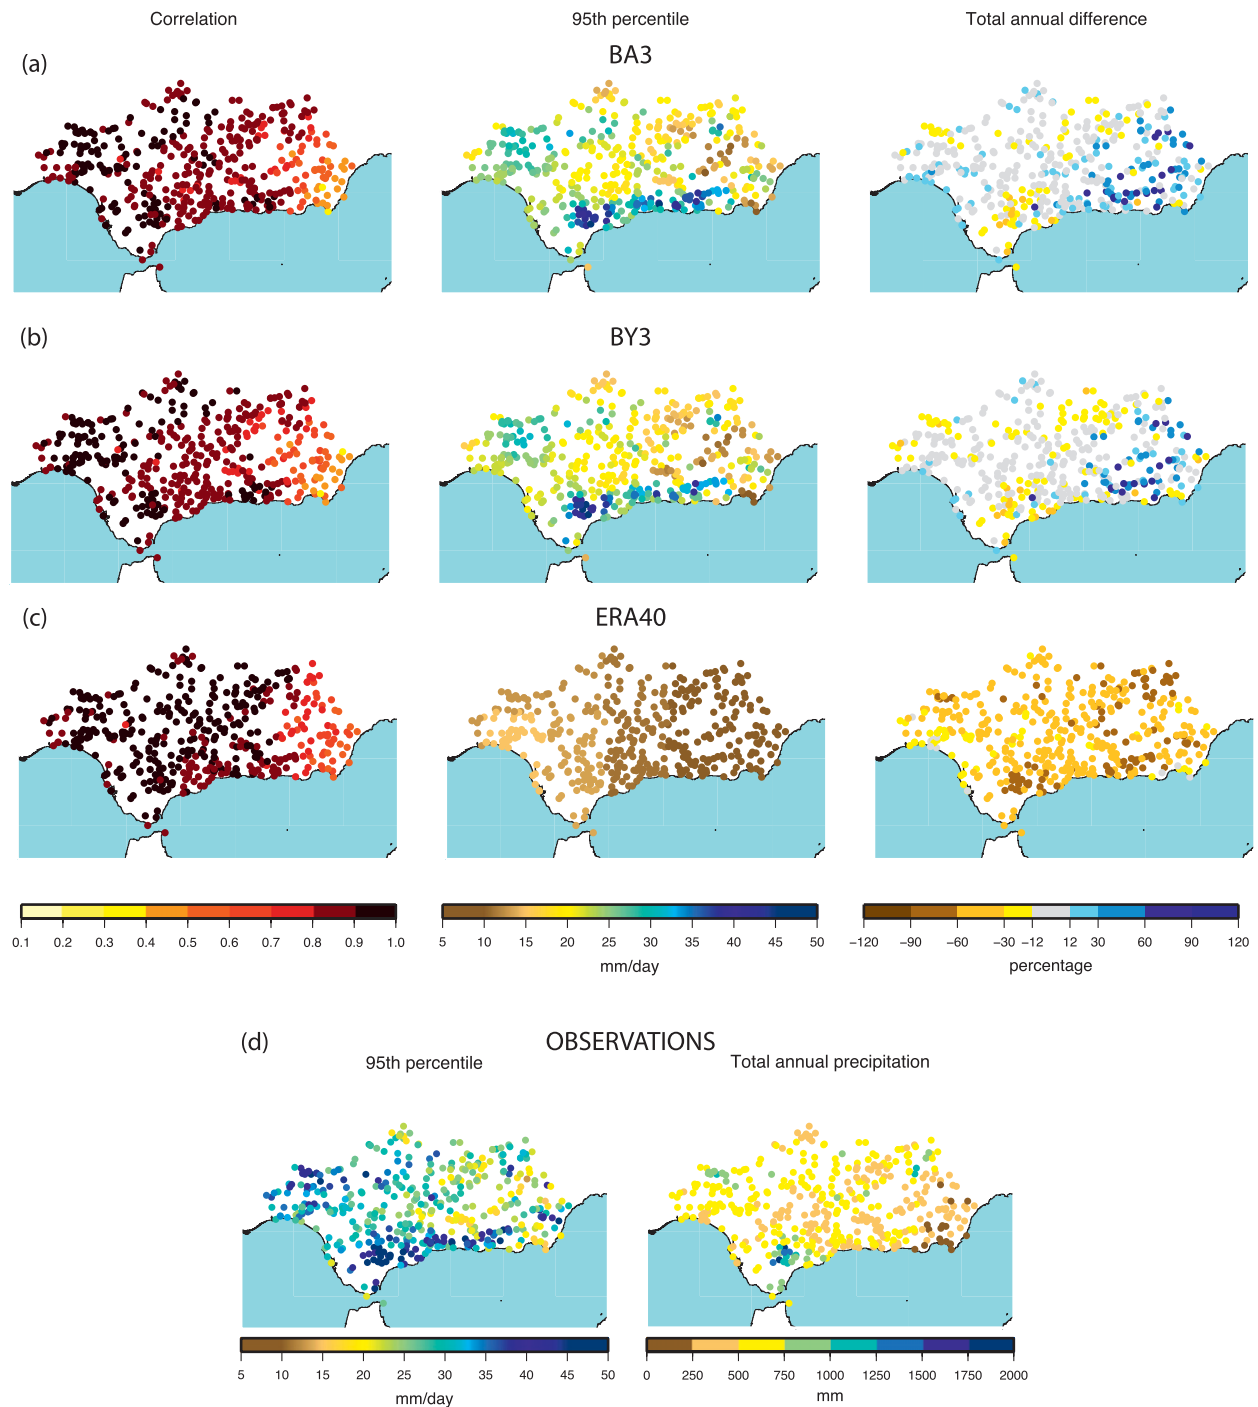 Correlation 95th percentile Total annual difference
(a) BA3
(b) BY3
(c) ERA40
0.1 0.2 0.3 0.4 0.5 0.6 0.7 0.8 0.9 1.0
5 10 15 20 25 30 35 40 45 50
mm/day
−120 −90 −60 −30 −12 12 30 60 90 120
percentage
(d) OBSERVATIONS
95th percentile Total annual precipitation
5 10 15 20 25 30 35 40 45 50
mm/day
0 250 500 750 1000 1250 1500 1750 2000
mm